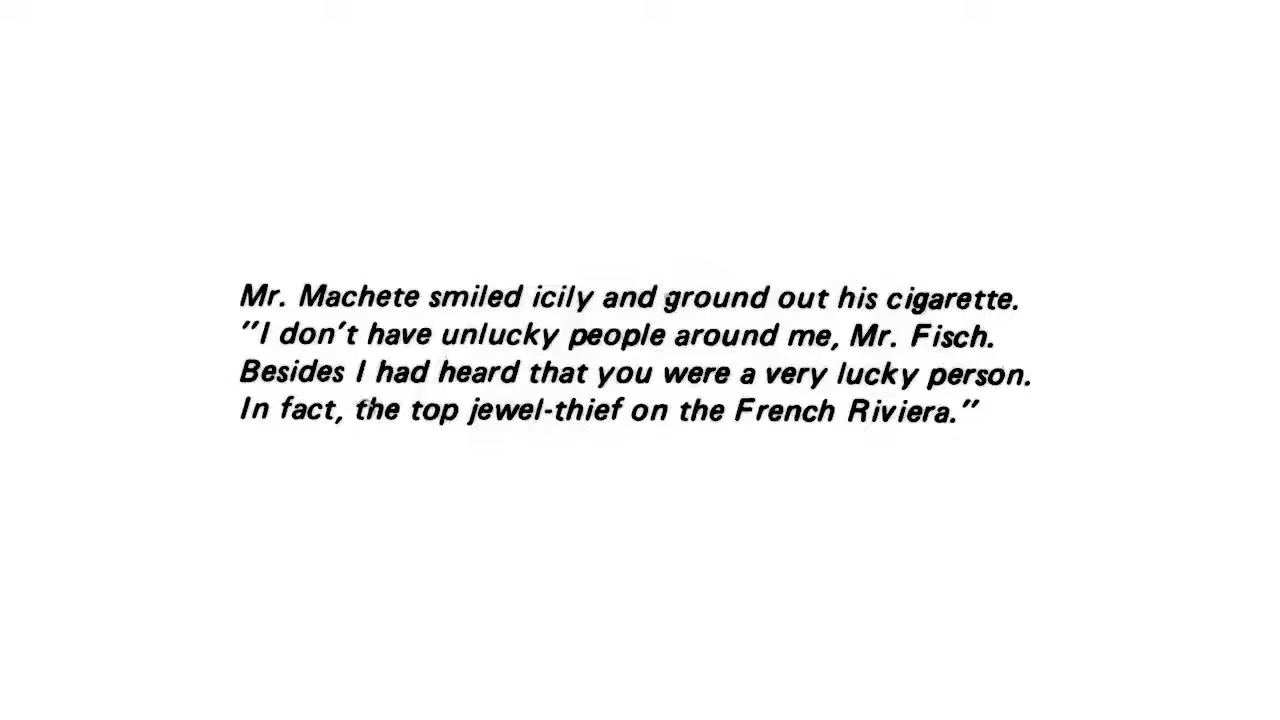 Mr. Machete smiled icily and ground out his cigarette.
"I don't have unlucky people around me, Mr. Fisch.
Besides I had heard that you were a very lucky person.
In fact, the top jewel-thief on the French Riviera."